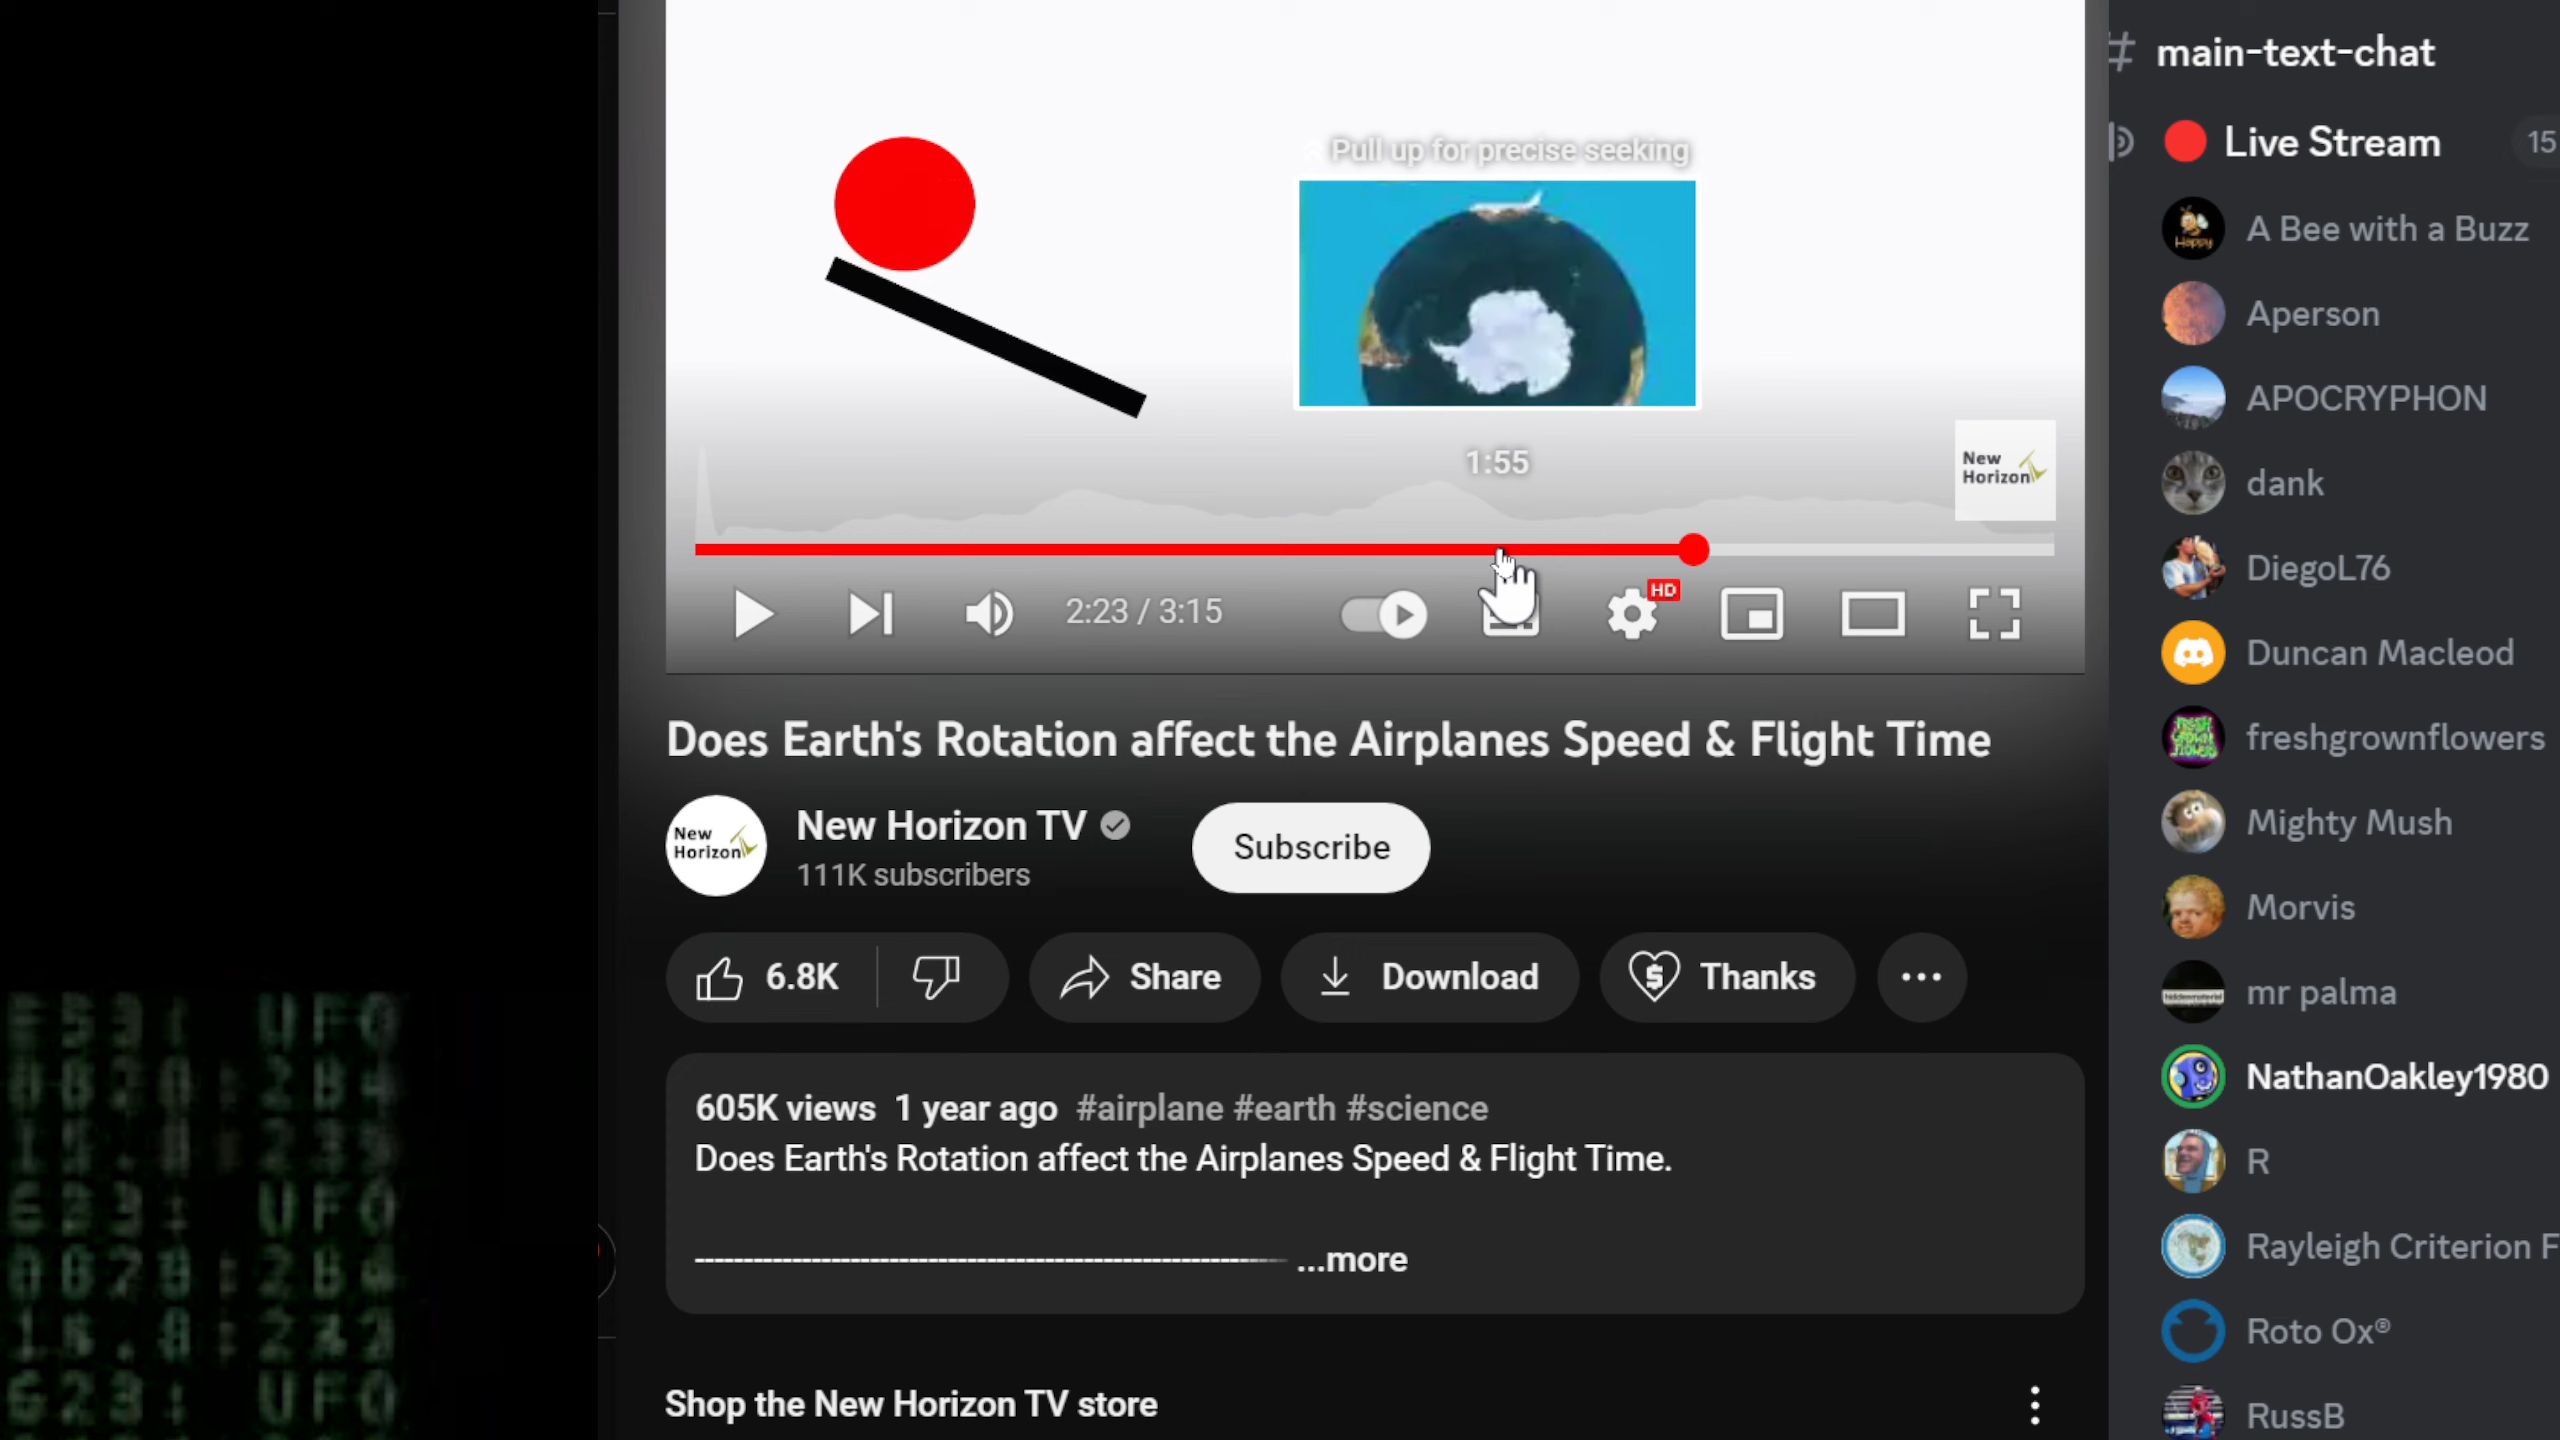 Pull up for precise seeking
1:55
New
Horizon
2:23 / 3:15
HD
Does Earth's Rotation affect the Airplanes Speed & Flight Time
New
Horizon
New Horizon TV
111K subscribers
Subscribe
6.8K
Share
Download
Thanks
605K views 1 year ago #airplane #earth #science
Does Earth's Rotation affect the Airplanes Speed & Flight Time.
...more
Shop the New Horizon TV store
# main-text-chat
Live Stream
15
Happy
A Bee with a Buzz
Aperson
APOCRYPHON
dank
DiegoL76
Duncan Macleod
freshgrownflowers
Mighty Mush
Morvis
mr palma
NathanOakley1980
R
Rayleigh Criterion F
Roto Ox®
RussB
UFO
UFO
UFO